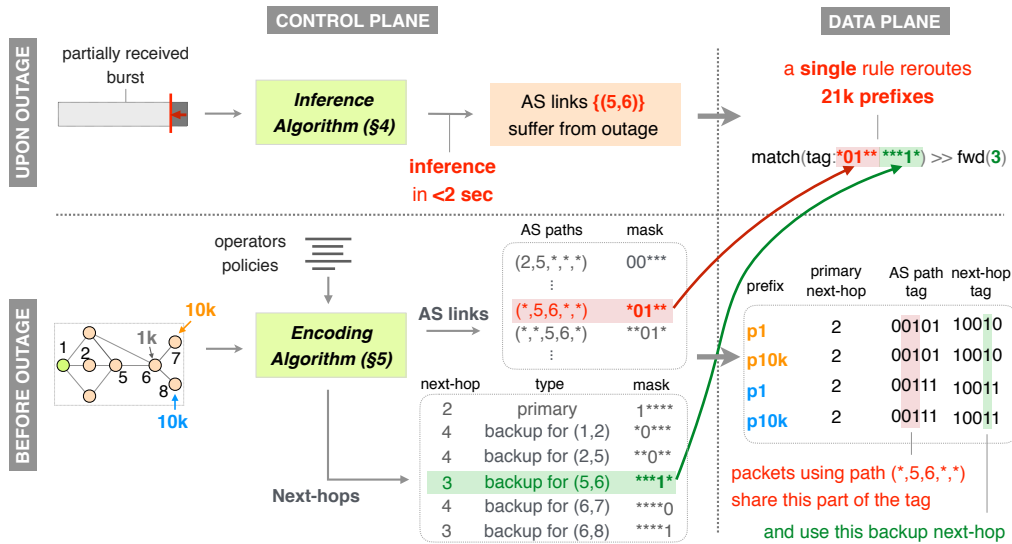 CONTROL PLANE
DATA PLANE
UPON OUTAGE
partially received
burst
Inference
Algorithm (§4)
AS links {(5,6)}
suffer from outage
inference
in <2 sec
a single rule reroutes
21k prefixes
match(tag:*01** ***1*) >> fwd(3)
BEFORE OUTAGE
operators
policies
Encoding
Algorithm (§5)
AS links
Next-hops
10k
1k
1
2
5
6
7
8
10k
AS paths mask
(2,5,*,*,*) 00***
⋮
(*,5,6,*,*) *01**
(*,*,5,6,*) **01*
⋮
next-hop type mask
2 primary 1****
4 backup for (1,2) *0***
4 backup for (2,5) **0**
3 backup for (5,6) ***1*
4 backup for (6,7) ****0
3 backup for (6,8) ****1
prefix primary next-hop AS path tag next-hop tag
p1 2 00101 10010
p10k 2 00101 10010
p1 2 00111 10011
p10k 2 00111 10011
packets using path (*,5,6,*,*)
share this part of the tag
and use this backup next-hop